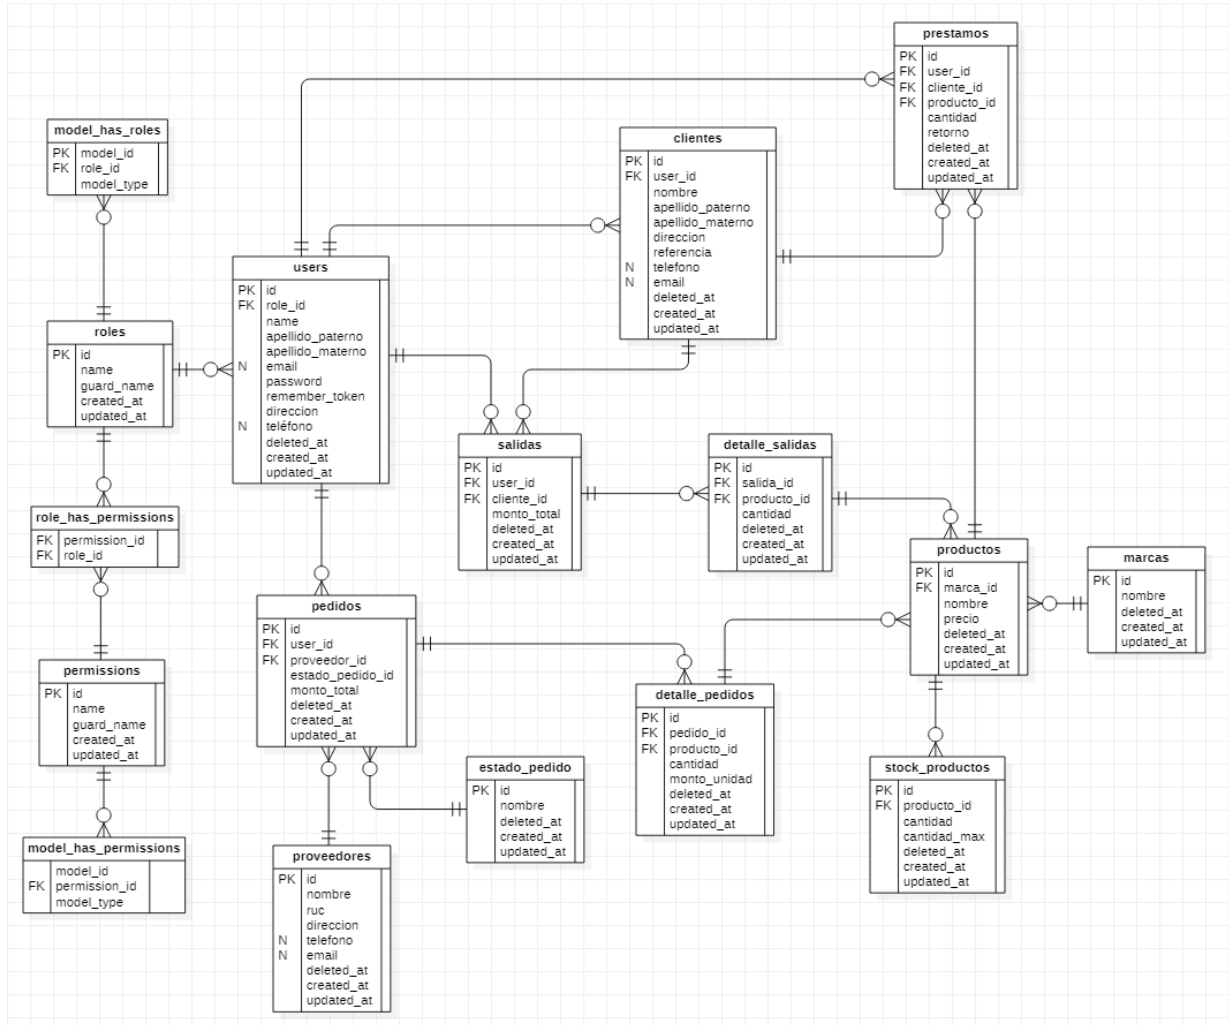 prestamos
PK id
FK user_id
FK cliente_id
FK producto_id
cantidad
retorno
deleted_at
created_at
updated_at
model_has_roles
PK model_id
FK role_id
model_type
clientes
PK id
FK user_id
nombre
apellido_paterno
apellido_materno
direccion
referencia
N telefono
N email
deleted_at
created_at
updated_at
users
PK id
FK role_id
name
apellido_paterno
apellido_materno
N email
password
remember_token
direccion
N teléfono
deleted_at
created_at
updated_at
roles
PK id
name
guard_name
created_at
updated_at
salidas
PK id
FK user_id
FK cliente_id
monto_total
deleted_at
created_at
updated_at
detalle_salidas
PK id
FK salida_id
FK producto_id
cantidad
deleted_at
created_at
updated_at
role_has_permissions
FK permission_id
FK role_id
productos
PK id
FK marca_id
nombre
precio
deleted_at
created_at
updated_at
marcas
PK id
nombre
deleted_at
created_at
updated_at
pedidos
PK id
FK user_id
FK proveedor_id
estado_pedido_id
monto_total
deleted_at
created_at
updated_at
permissions
PK id
name
guard_name
created_at
updated_at
detalle_pedidos
PK id
FK pedido_id
FK producto_id
cantidad
monto_unidad
deleted_at
created_at
updated_at
estado_pedido
PK id
nombre
deleted_at
created_at
updated_at
stock_productos
PK id
FK producto_id
cantidad
cantidad_max
deleted_at
created_at
updated_at
model_has_permissions
model_id
FK permission_id
model_type
proveedores
PK id
nombre
ruc
direccion
N telefono
N email
deleted_at
created_at
updated_at